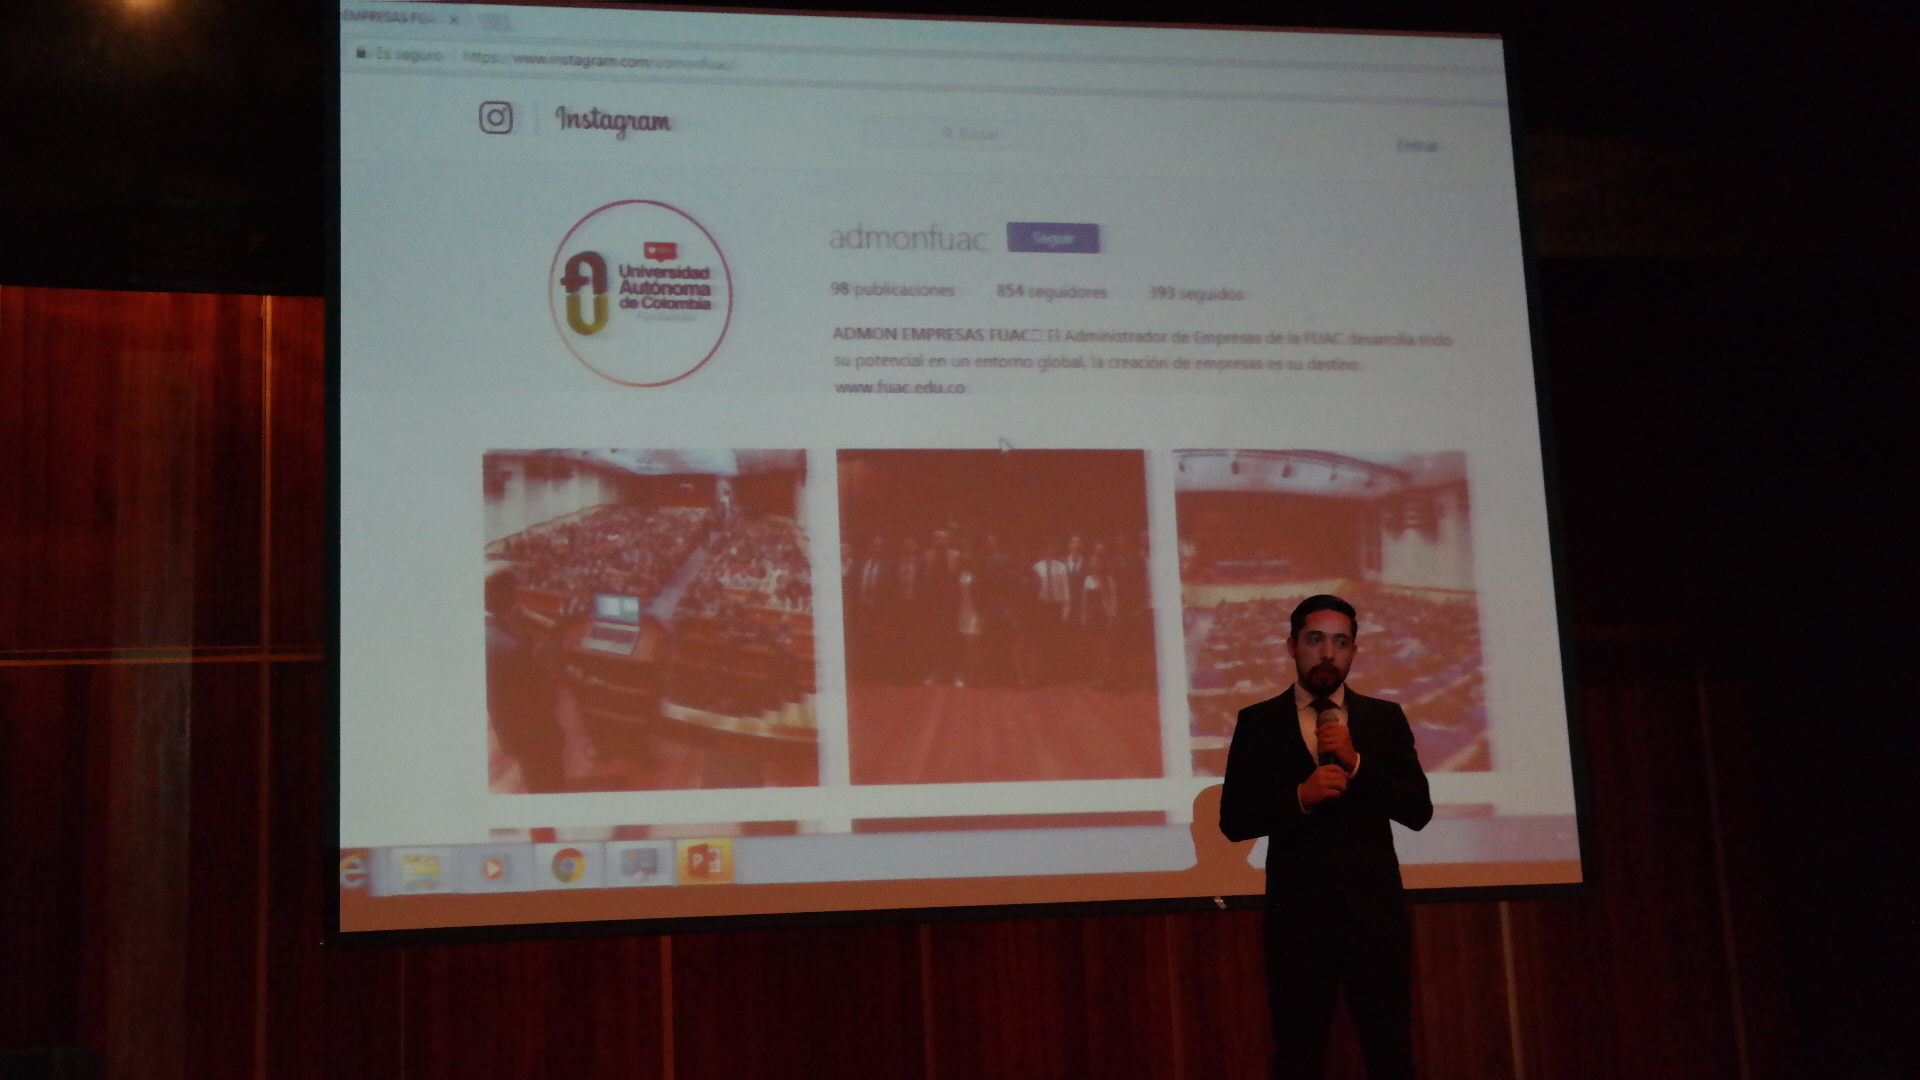 EMPRESAS FU
Es seguro https://www.instagram.com/admonfuac/
Instagram
Buscar
Entrar
Universidad
Autónoma
de Colombia
admonfuac
Seguir
98 publicaciones 854 seguidores 393 seguidos
ADMON EMPRESAS FUAC El Administrador de Empresas de la FUAC desarrolla todo
su potencial en un entorno global, la creación de empresas es su destino.
www.fuac.edu.co